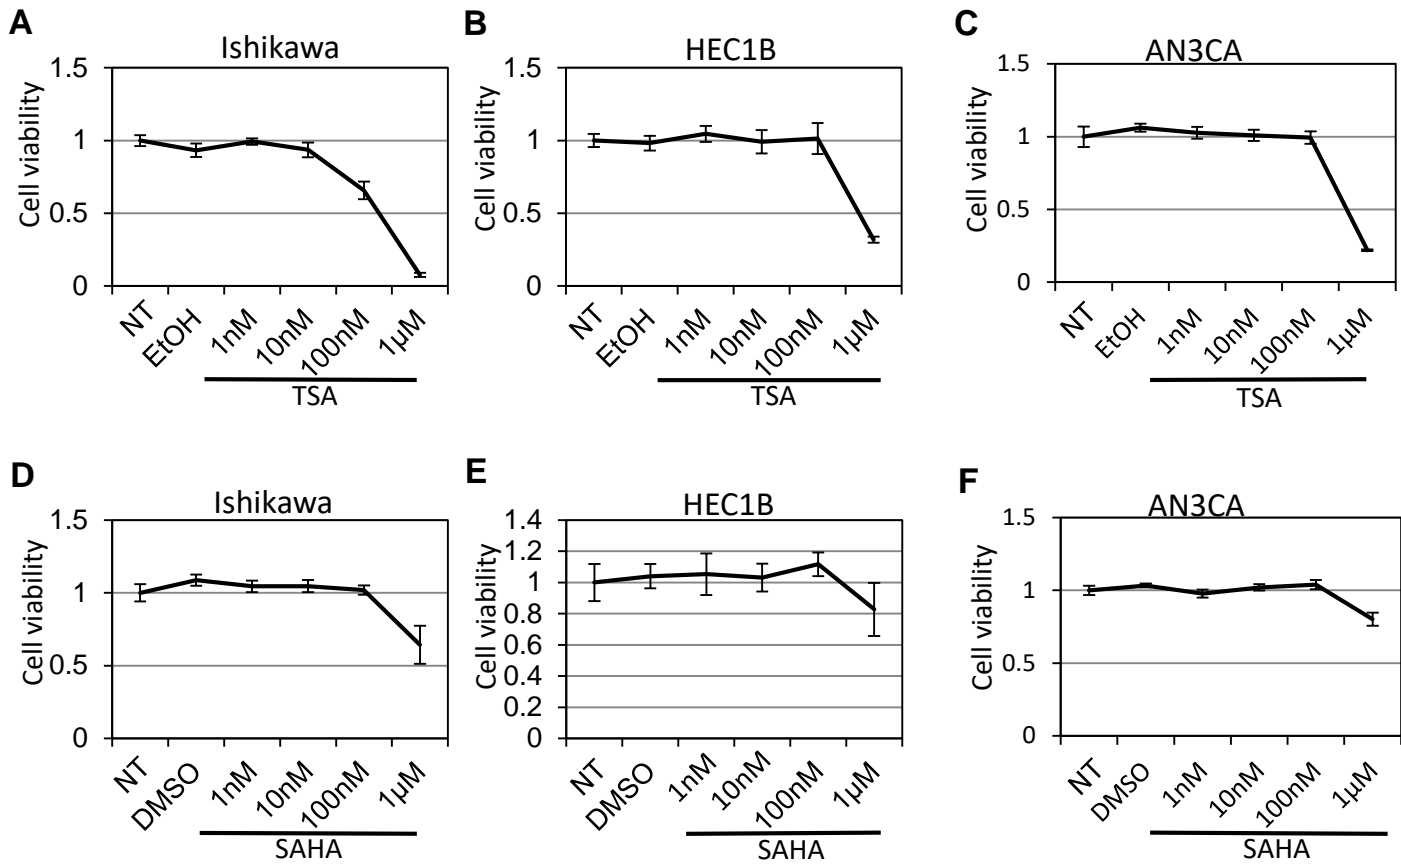 A
Ishikawa
Cell viability
1.5
1
0.5
0
NT
EtOH
1nM
10nM
100nM
1µM
TSA
B
HEC1B
Cell viability
1.5
1
0.5
0
NT
EtOH
1nM
10nM
100nM
1µM
TSA
C
AN3CA
Cell viability
1.5
1
0.5
0
NT
EtOH
1nM
10nM
100nM
1µM
TSA
D
Ishikawa
Cell viability
1.5
1
0.5
0
NT
DMSO
1nM
10nM
100nM
1µM
SAHA
E
HEC1B
Cell viability
1.4
1.2
1
0.8
0.6
0.4
0.2
0
NT
DMSO
1nM
10nM
100nM
1µM
SAHA
F
AN3CA
Cell viability
1.5
1
0.5
0
NT
DMSO
1nM
10nM
100nM
1µM
SAHA